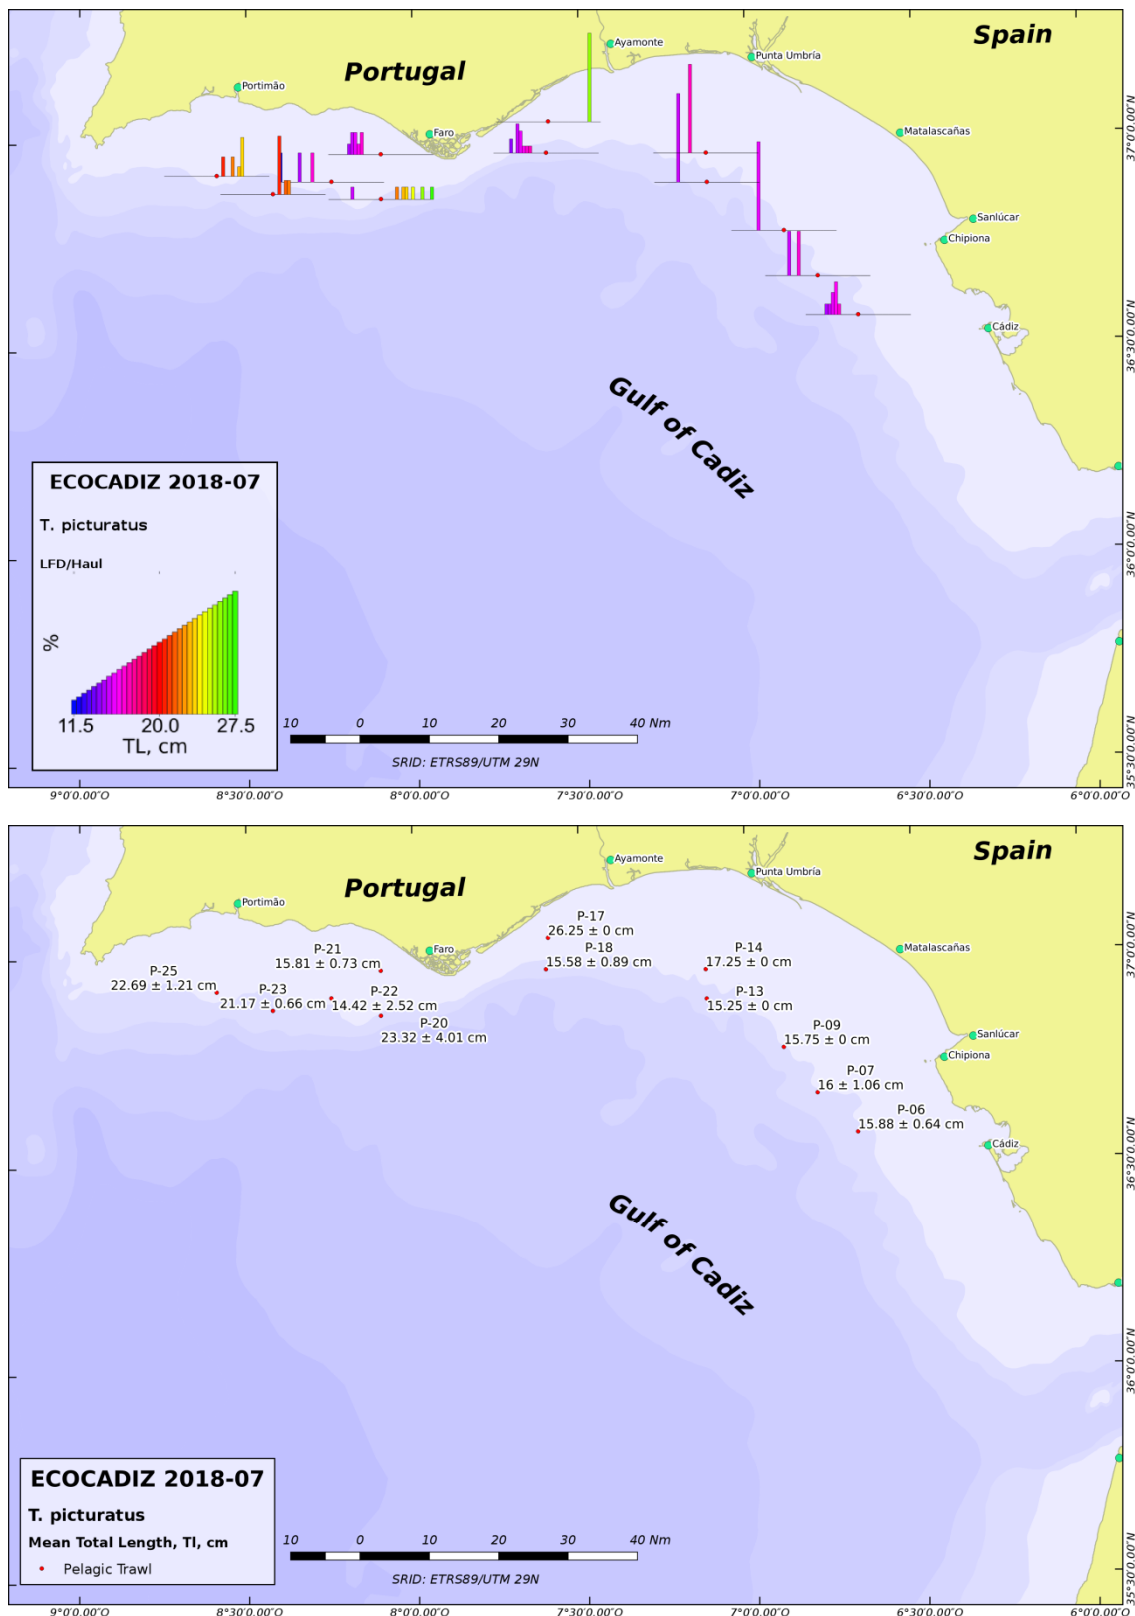 Spain
Ayamonte
Punta Umbría
Portugal
Portimão
Faro
Matalascañas
37°0'0.00"N
Sanlúcar
Chipiona
Cádiz
36°30'0.00"N
Gulf of Cadiz
ECOCADIZ 2018-07
T. picturatus
LFD/Haul
%
11.5 20.0 27.5
TL, cm
36°0'0.00"N
10 0 10 20 30 40 Nm
SRID: ETRS89/UTM 29N
35°30'0.00"N
9°0'0.00"O 8°30'0.00"O 8°0'0.00"O 7°30'0.00"O 7°0'0.00"O 6°30'0.00"O 6°0'0.00"O
Spain
Ayamonte
Punta Umbría
Portugal
Portimão
P-17
26.25 ± 0 cm
Faro
Matalascañas
P-21
15.81 ± 0.73 cm
P-18
15.58 ± 0.89 cm
P-14
17.25 ± 0 cm
37°0'0.00"N
P-25
22.69 ± 1.21 cm
P-23
21.17 ± 0.66 cm
P-22
14.42 ± 2.52 cm
P-13
15.25 ± 0 cm
P-20
23.32 ± 4.01 cm
P-09
15.75 ± 0 cm
Sanlúcar
Chipiona
P-07
16 ± 1.06 cm
P-06
15.88 ± 0.64 cm
Cádiz
36°30'0.00"N
Gulf of Cadiz
36°0'0.00"N
ECOCADIZ 2018-07
T. picturatus
Mean Total Length, Tl, cm
Pelagic Trawl
10 0 10 20 30 40 Nm
SRID: ETRS89/UTM 29N
35°30'0.00"N
9°0'0.00"O 8°30'0.00"O 8°0'0.00"O 7°30'0.00"O 7°0'0.00"O 6°30'0.00"O 6°0'0.00"O